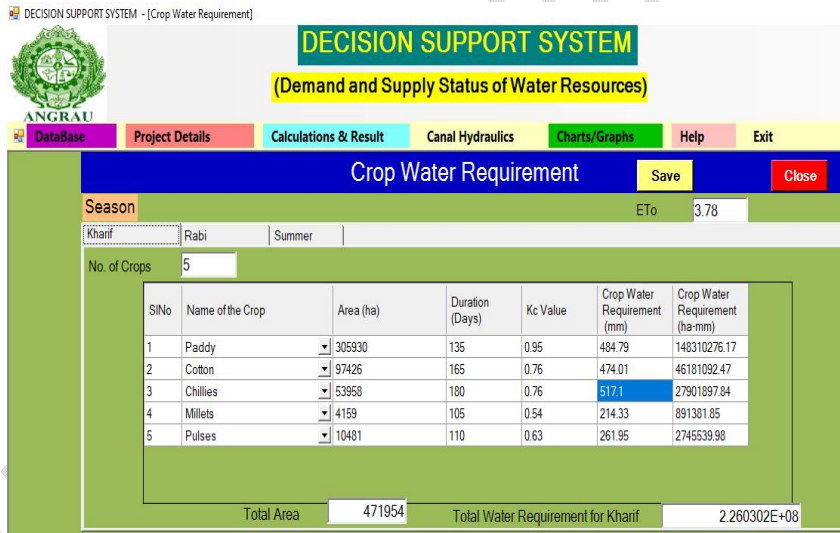 DECISION SUPPORT SYSTEM - [Crop Water Requirement]
DECISION SUPPORT SYSTEM
(Demand and Supply Status of Water Resources)
ANGRAU
DataBase Project Details Calculations & Result Canal Hydraulics Charts/Graphs Help Exit
Crop Water Requirement Save Close
Season ETo 3.78
Kharif Rabi Summer
No. of Crops 5
SlNo Name of the Crop Area (ha) Duration (Days) Kc Value Crop Water Requirement (mm) Crop Water Requirement (ha-mm)
1 Paddy 305930 135 0.95 484.79 148310276.17
2 Cotton 97426 165 0.76 474.01 46181092.47
3 Chillies 53958 180 0.76 517.1 27901897.84
4 Millets 4159 105 0.54 214.33 891381.85
5 Pulses 10481 110 0.63 261.95 2745539.98
Total Area 471954 Total Water Requirement for Kharif 2.260302E+08